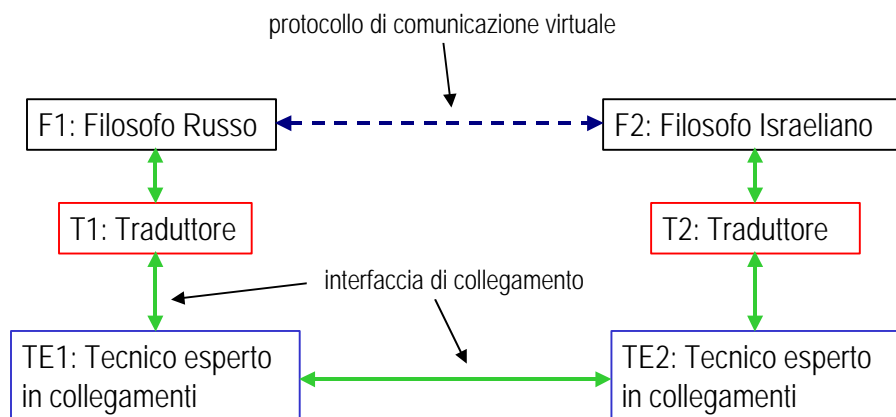 protocollo di comunicazione virtuale
F1: Filosofo Russo
F2: Filosofo Israeliano
T1: Traduttore
T2: Traduttore
interfaccia di collegamento
TE1: Tecnico esperto
in collegamenti
TE2: Tecnico esperto
in collegamenti